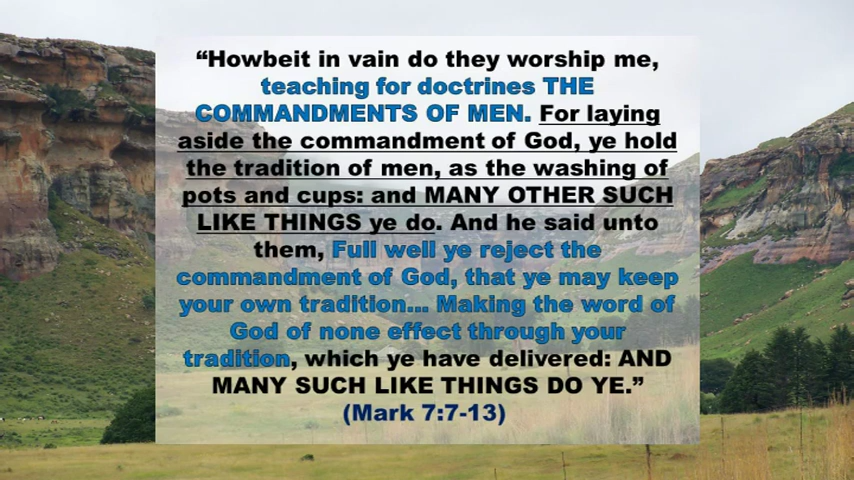 “Howbeit in vain do they worship me,
teaching for doctrines THE
COMMANDMENTS OF MEN. For laying
aside the commandment of God, ye hold
the tradition of men, as the washing of
pots and cups: and MANY OTHER SUCH
LIKE THINGS ye do. And he said unto
them, Full well ye reject the
commandment of God, that ye may keep
your own tradition... Making the word of
God of none effect through your
tradition, which ye have delivered: AND
MANY SUCH LIKE THINGS DO YE.”
(Mark 7:7-13)